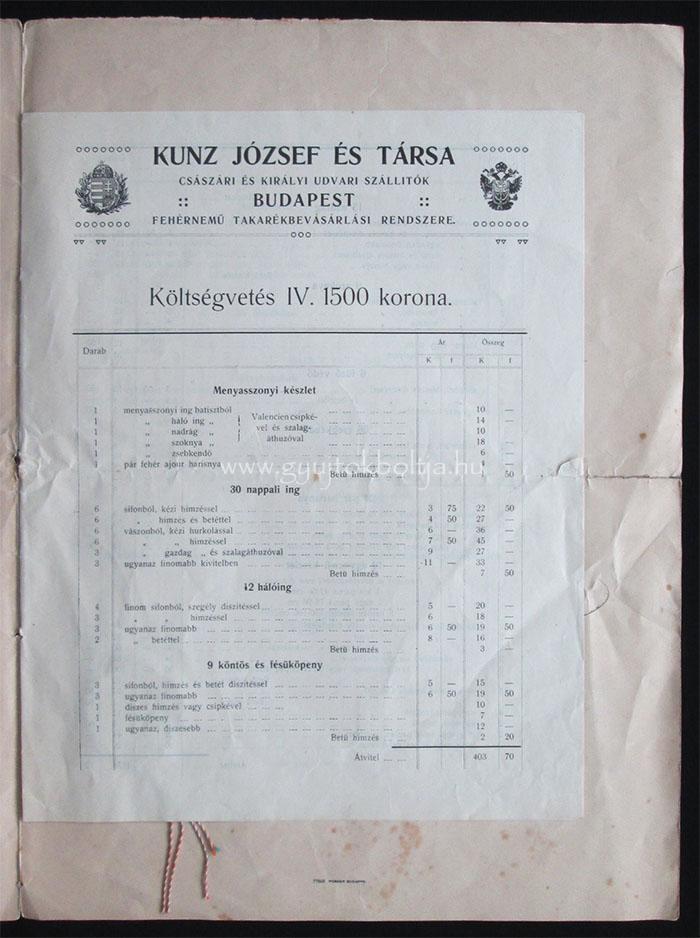 KUNZ JÓZSEF ÉS TÁRSA
CSÁSZÁRI ÉS KIRÁLYI UDVARI SZÁLLITÓK
:: BUDAPEST ::
FEHÉRNEMŰ TAKARÉKBEVÁSÁRLÁSI RENDSZERE.
Költségvetés IV. 1500 korona.
Darab Ár Összeg
K f K f
Menyasszonyi készlet
1 menyasszonyi ing batisztból 10 —
1 „ háló ing „ Valencien csipké- 14 —
1 „ nadrág „ vel és szalag- 10 —
1 „ szoknya „ áthuzóval 18 —
1 „ zsebkendő 6 —
1 pár fehér ajour harisnya
www.gyujtokboltja.hu
Betü himzés 50
30 nappali ing
6 sifonból, kézi himzéssel 3 75 22 50
6 „ himzés és betéttel 4 50 27 —
6 vászonból, kézi hurkolással 6 — 36 —
6 „ „ himzéssel 7 50 45 —
3 „ gazdag „ és szalagáthuzóval 9 27 —
3 ugyanaz finomabb kivitelben 11 — 33 —
Betü himzés 7 50
12 hálóing
4 finom sifonból, szegély diszitéssel 5 — 20 —
3 „ „ himzéssel 6 18 —
3 ugyanaz finomabb 6 50 19 50
2 „ betéttel 8 — 16 —
Betü himzés 3
9 köntös és fésüköpeny
3 sifonból, himzés és betét diszitéssel 5 — 15 —
3 ugyanaz finomabb 6 50 19 50
1 diszes himzés vagy csipkével 10 —
1 fésüköpeny 7 —
1 ugyanaz, diszesebb 12 —
Betü himzés 2 20
Átvitel 403 70